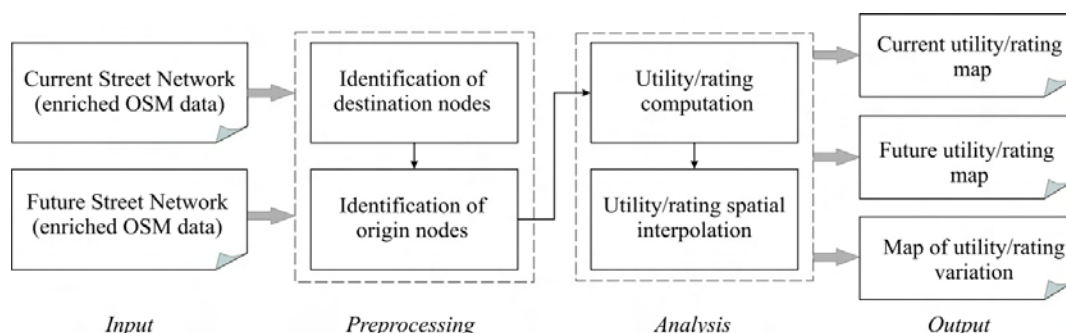 Current Street Network
(enriched OSM data)
Future Street Network
(enriched OSM data)
Input
Identification of
destination nodes
Identification of
origin nodes
Preprocessing
Utility/rating
computation
Utility/rating spatial
interpolation
Analysis
Current utility/rating
map
Future utility/rating
map
Map of utility/rating
variation
Output